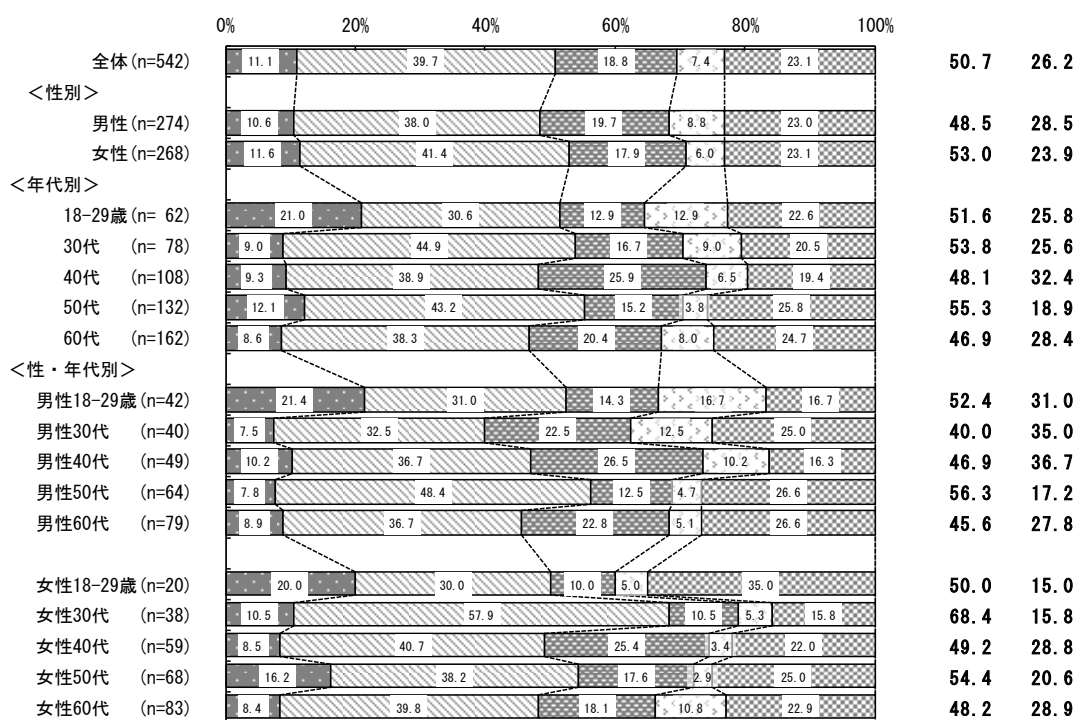 0% 20% 40% 60% 80% 100%
全体(n=542) 11.1 39.7 18.8 7.4 23.1 50.7 26.2
＜性別＞
男性(n=274) 10.6 38.0 19.7 8.8 23.0 48.5 28.5
女性(n=268) 11.6 41.4 17.9 6.0 23.1 53.0 23.9
＜年代別＞
18-29歳(n= 62) 21.0 30.6 12.9 12.9 22.6 51.6 25.8
30代 (n= 78) 9.0 44.9 16.7 9.0 20.5 53.8 25.6
40代 (n=108) 9.3 38.9 25.9 6.5 19.4 48.1 32.4
50代 (n=132) 12.1 43.2 15.2 3.8 25.8 55.3 18.9
60代 (n=162) 8.6 38.3 20.4 8.0 24.7 46.9 28.4
＜性・年代別＞
男性18-29歳(n=42) 21.4 31.0 14.3 16.7 16.7 52.4 31.0
男性30代 (n=40) 7.5 32.5 22.5 12.5 25.0 40.0 35.0
男性40代 (n=49) 10.2 36.7 26.5 10.2 16.3 46.9 36.7
男性50代 (n=64) 7.8 48.4 12.5 4.7 26.6 56.3 17.2
男性60代 (n=79) 8.9 36.7 22.8 5.1 26.6 45.6 27.8
女性18-29歳(n=20) 20.0 30.0 10.0 5.0 35.0 50.0 15.0
女性30代 (n=38) 10.5 57.9 10.5 5.3 15.8 68.4 15.8
女性40代 (n=59) 8.5 40.7 25.4 3.4 22.0 49.2 28.8
女性50代 (n=68) 16.2 38.2 17.6 2.9 25.0 54.4 20.6
女性60代 (n=83) 8.4 39.8 18.1 10.8 22.9 48.2 28.9